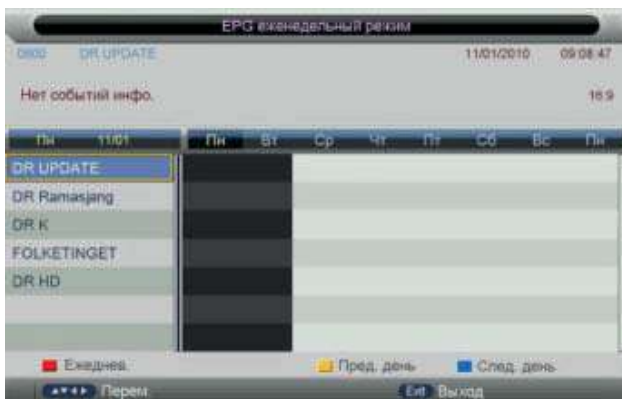 EPG еженедельный режим
0800 DR UPDATE 11/01/2010 09:08:47
Нет событий инфо. 16:9
Пн 11/01 Пн Вт Ср Чт Пт Сб Вс Пн
DR UPDATE
DR Ramasjang
DR K
FOLKETINGET
DR HD
Ежеднев. Пред. день След. день
Перем. Exit Выход